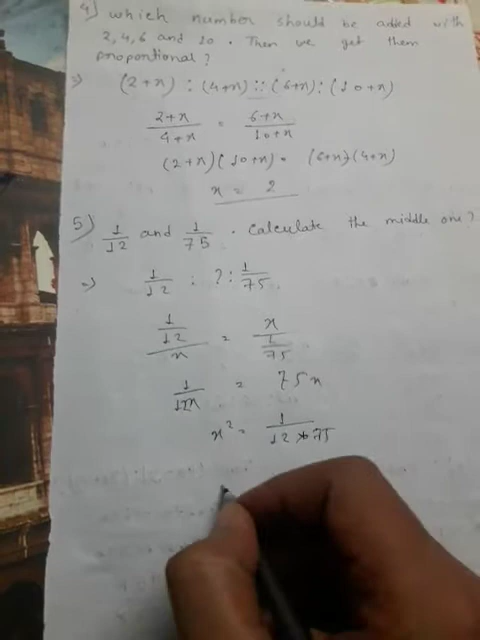 4) which number should be added with
2, 4, 6 and 10. Then we get them
proportional?
⇒ (2+x) : (4+x) :: (6+x) : (10+x)
2+x/4+x = 6+x/10+x
(2+x)(10+x) = (6+x)(4+x)
x = 2
5) 1/12 and 1/75. Calculate the middle one?
⇒ 1/12 : ? : 1/75.
1/12/x = x/1/75
1/12x = 75x
x² = 1/12×75